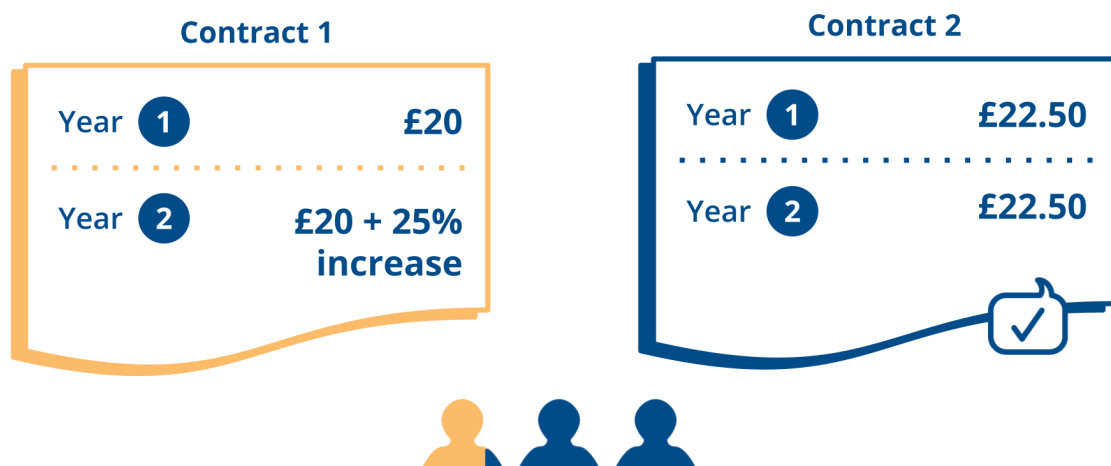 Contract 1
Year 1 £20
Year 2 £20 + 25%
increase
Contract 2
Year 1 £22.50
Year 2 £22.50